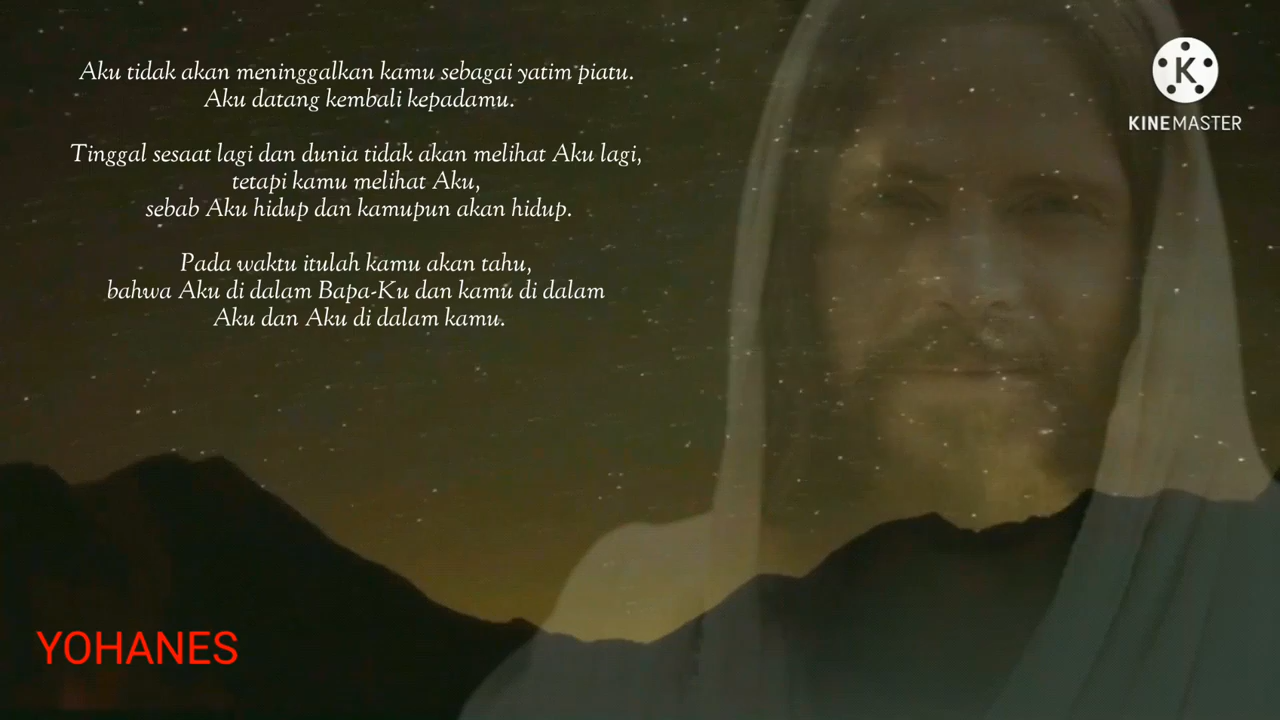 Aku tidak akan meninggalkan kamu sebagai yatim piatu.
Aku datang kembali kepadamu.
Tinggal sesaat lagi dan dunia tidak akan melihat Aku lagi,
tetapi kamu melihat Aku,
sebab Aku hidup dan kamupun akan hidup.
Pada waktu itulah kamu akan tahu,
bahwa Aku di dalam Bapa-Ku dan kamu di dalam
Aku dan Aku di dalam kamu.
K
KINEMASTER
YOHANES